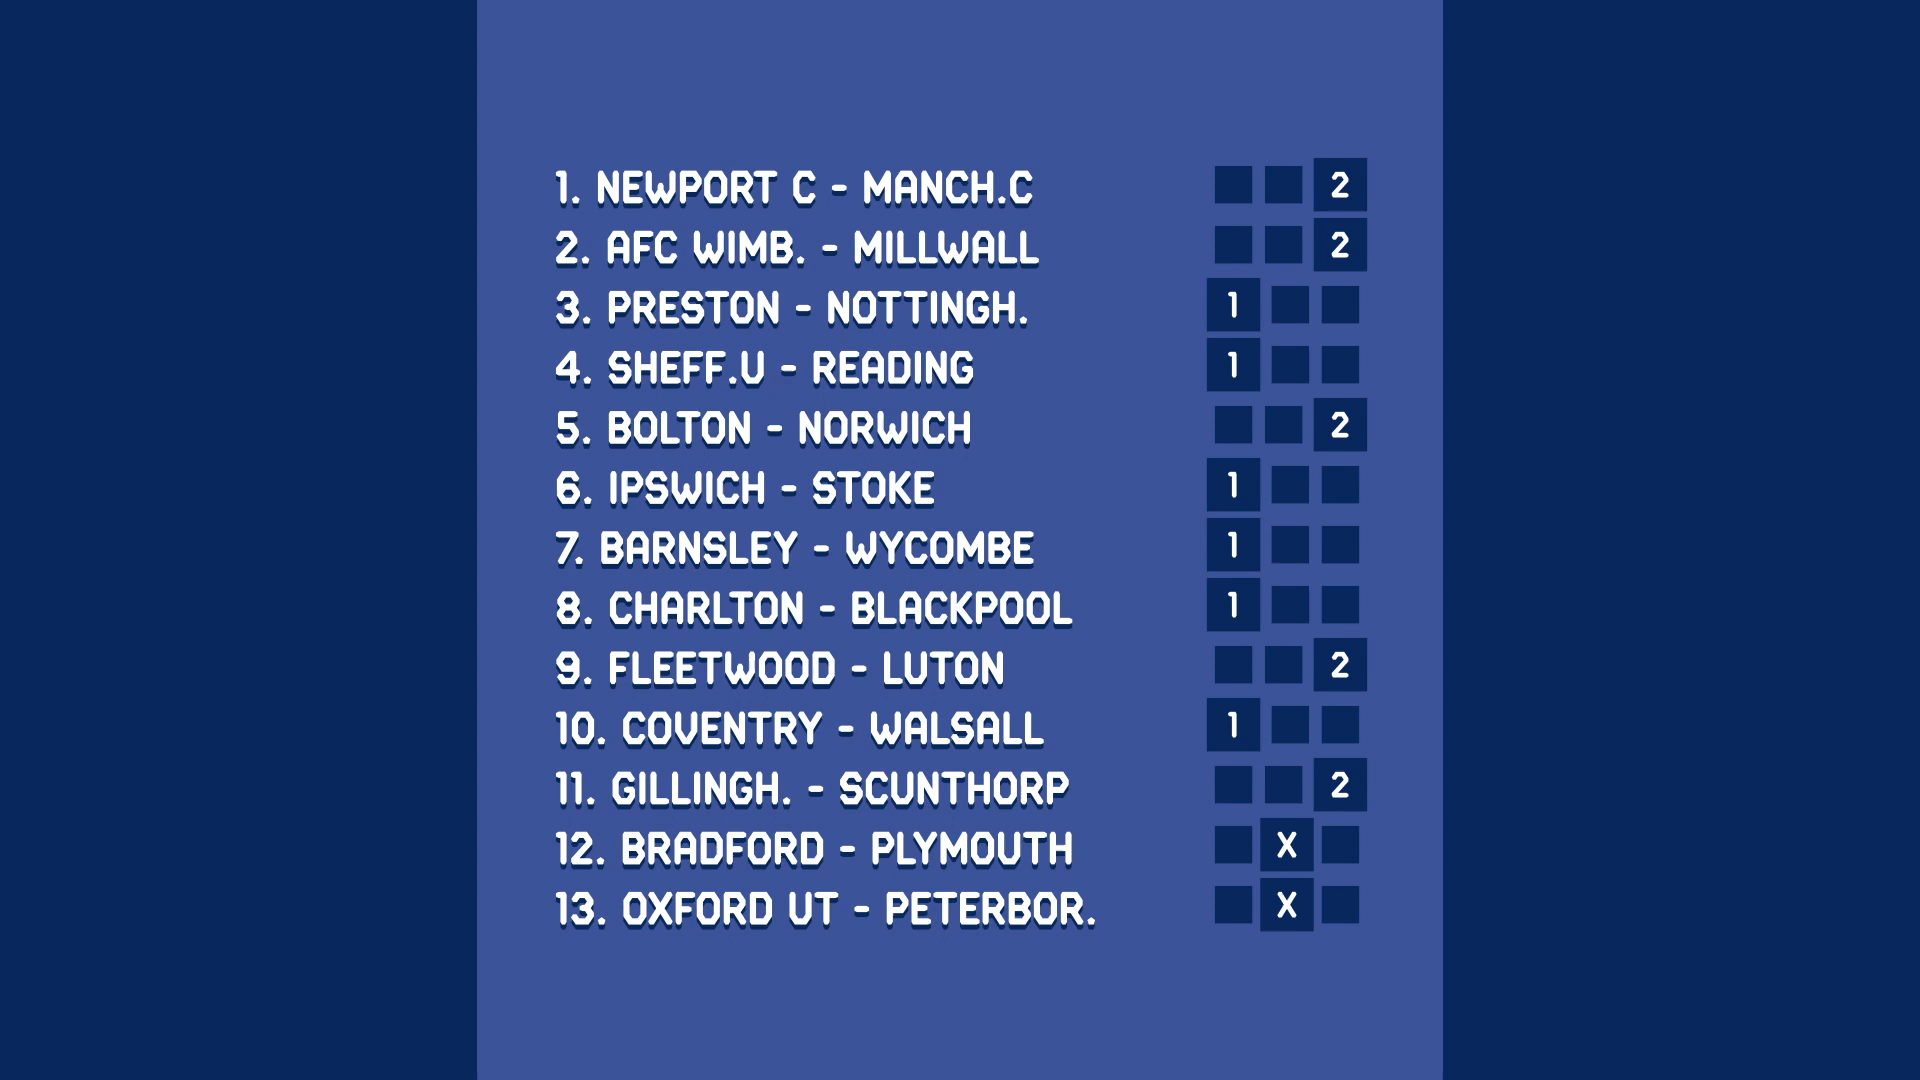 1. NEWPORT C - MANCH.C 2
2. AFC WIMB. - MILLWALL 2
3. PRESTON - NOTTINGH. 1
4. SHEFF.U - READING 1
5. BOLTON - NORWICH 2
6. IPSWICH - STOKE 1
7. BARNSLEY - WYCOMBE 1
8. CHARLTON - BLACKPOOL 1
9. FLEETWOOD - LUTON 2
10. COVENTRY - WALSALL 1
11. GILLINGH. - SCUNTHORP 2
12. BRADFORD - PLYMOUTH X
13. OXFORD UT - PETERBOR. X